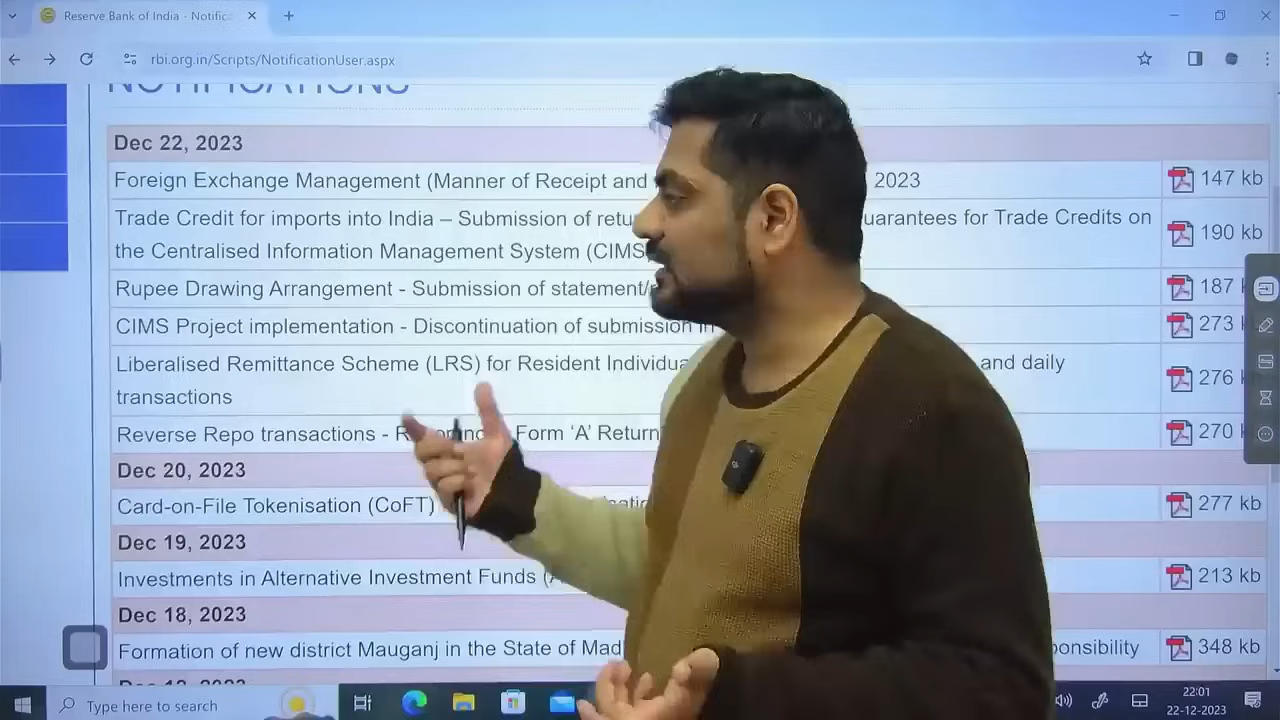 Reserve Bank of India - Notific
rbi.org.in/Scripts/NotificationUser.aspx
NOTIFICATIONS
Dec 22, 2023
Foreign Exchange Management (Manner of Receipt and 2023 147 kb
Trade Credit for imports into India – Submission of retu uarantees for Trade Credits on
the Centralised Information Management System (CIMS 190 kb
Rupee Drawing Arrangement - Submission of statement/ 187
CIMS Project implementation - Discontinuation of submission in 273
Liberalised Remittance Scheme (LRS) for Resident Individua and daily
transactions 276
Reverse Repo transactions - Form ‘A’ Return 270
Dec 20, 2023
Card-on-File Tokenisation (CoFT) 277 kb
Dec 19, 2023
Investments in Alternative Investment Funds ( 213 kb
Dec 18, 2023
Formation of new district Mauganj in the State of Mad ponsibility 348 kb
Type here to search
22:01
22-12-2023